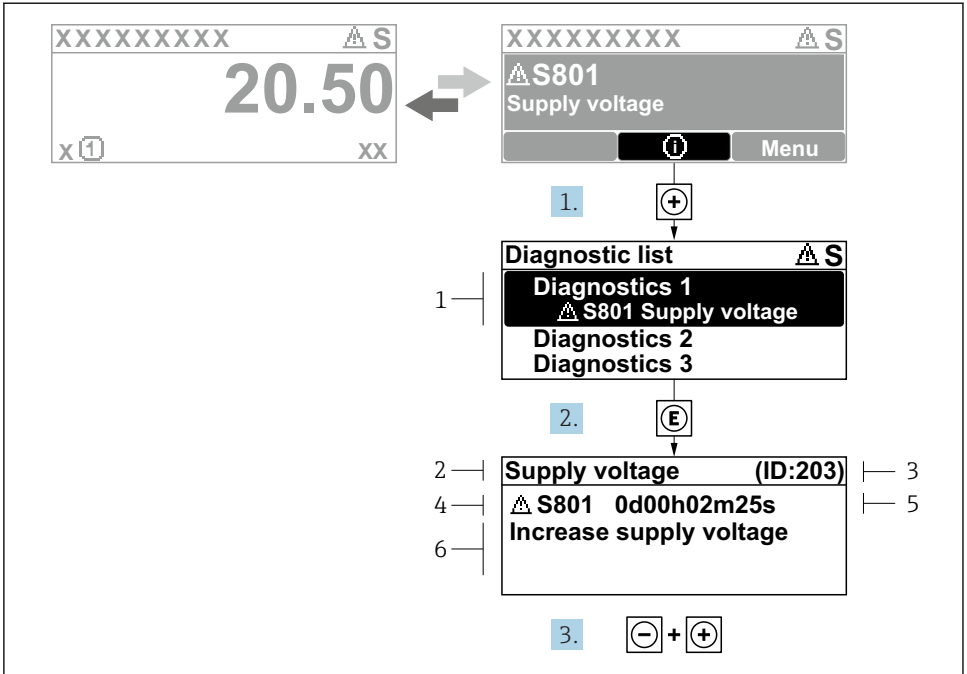 XXXXXXXXX ⚠ S
20.50
x ① xx
XXXXXXXXX ⚠ S
⚠ S801
Supply voltage
ⓘ Menu
1. ⊕
Diagnostic list ⚠ S
1
Diagnostics 1
⚠ S801 Supply voltage
Diagnostics 2
Diagnostics 3
2. Ⓔ
2 Supply voltage (ID:203) 3
4 ⚠ S801 0d00h02m25s 5
6 Increase supply voltage
3. ⊖ + ⊕